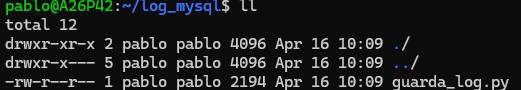 pablo@A26P42:~/log_mysql$ ll
total 12
drwxr-xr-x 2 pablo pablo 4096 Apr 16 10:09 ./
drwxr-x--- 5 pablo pablo 4096 Apr 16 10:09 ../
-rw-r--r-- 1 pablo pablo 2194 Apr 16 10:09 guarda_log.py